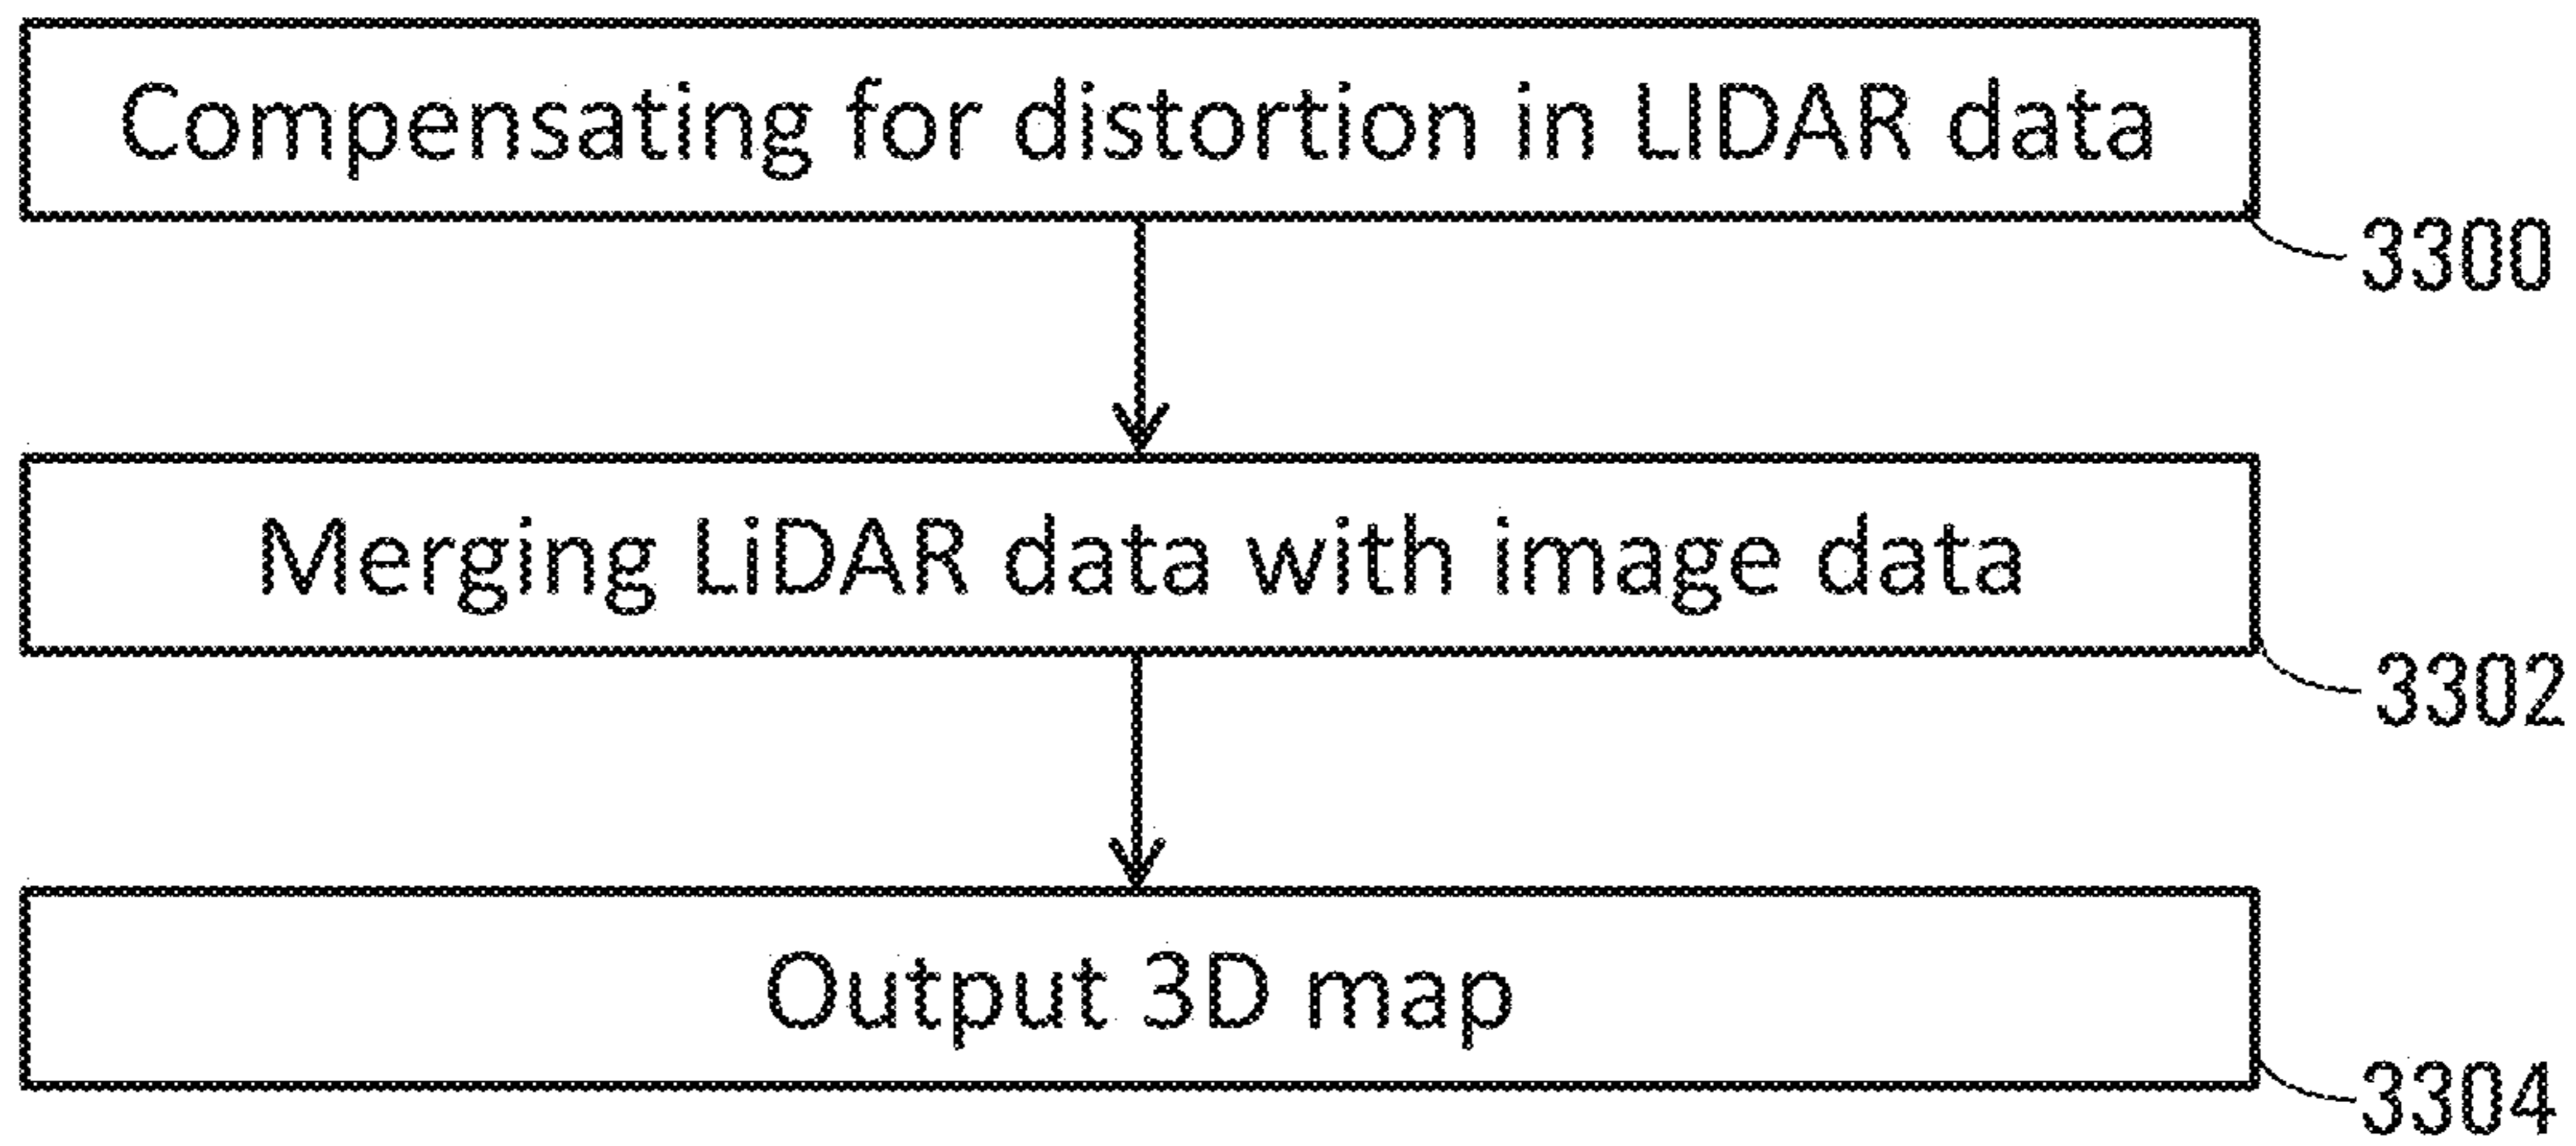 Compensating for distortion in LIDAR data
3300
Merging LiDAR data with image data
3302
Output 3D map
3304